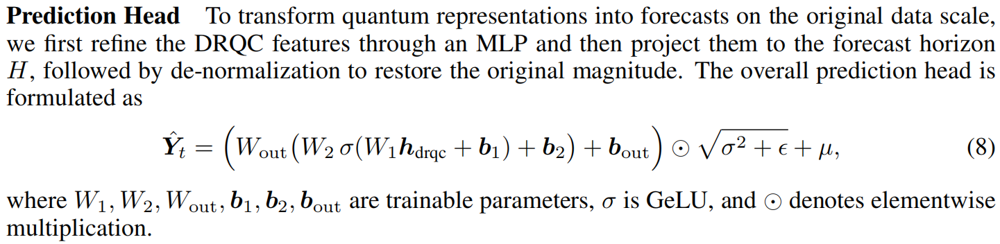 Prediction Head To transform quantum representations into forecasts on the original data scale,
we first refine the DRQC features through an MLP and then project them to the forecast horizon
H, followed by de-normalization to restore the original magnitude. The overall prediction head is
formulated as
Ŷ_t = (W_out(W_2 σ(W_1 h_drqc + b_1) + b_2) + b_out) ⊙ √(σ² + ϵ) + μ, (8)
where W_1, W_2, W_out, b_1, b_2, b_out are trainable parameters, σ is GeLU, and ⊙ denotes elementwise
multiplication.